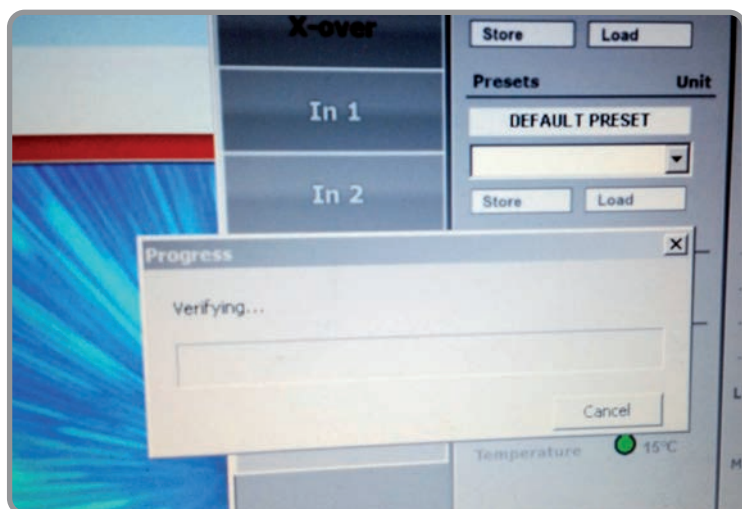 X-over
In 1
In 2
Store Load
Presets Unit
DEFAULT PRESET
Store Load
Progress
Verifying...
Cancel
Temperature 15°C
L
M